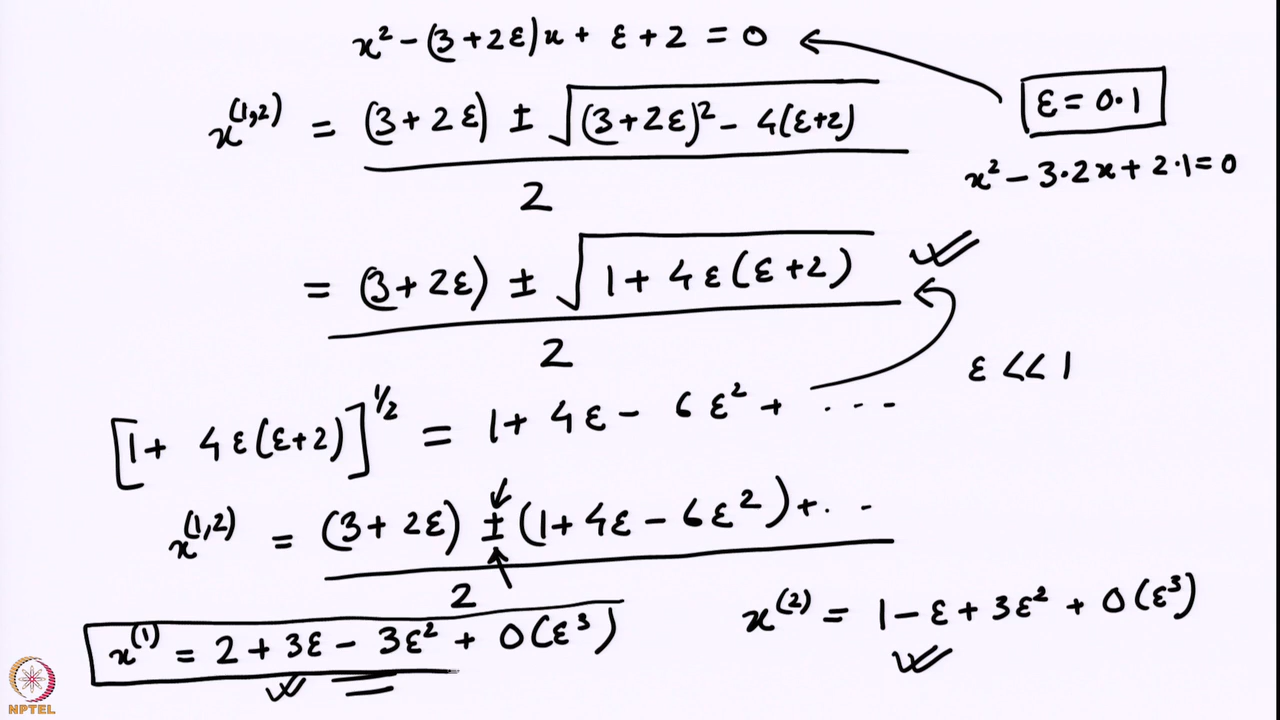 x² - (3+2ε)x + ε + 2 = 0
ε = 0.1
x^(1,2) = ((3+2ε) ± √((3+2ε)² - 4(ε+2))) / 2
x² - 3.2x + 2.1 = 0
= ((3+2ε) ± √(1 + 4ε(ε+2))) / 2
ε << 1
[1 + 4ε(ε+2)]^1/2 = 1 + 4ε - 6ε² + ...
x^(1,2) = ((3+2ε) ± (1+4ε-6ε²) + ...) / 2
x^(1) = 2 + 3ε - 3ε² + O(ε³)
x^(2) = 1 - ε + 3ε² + O(ε³)
NPTEL